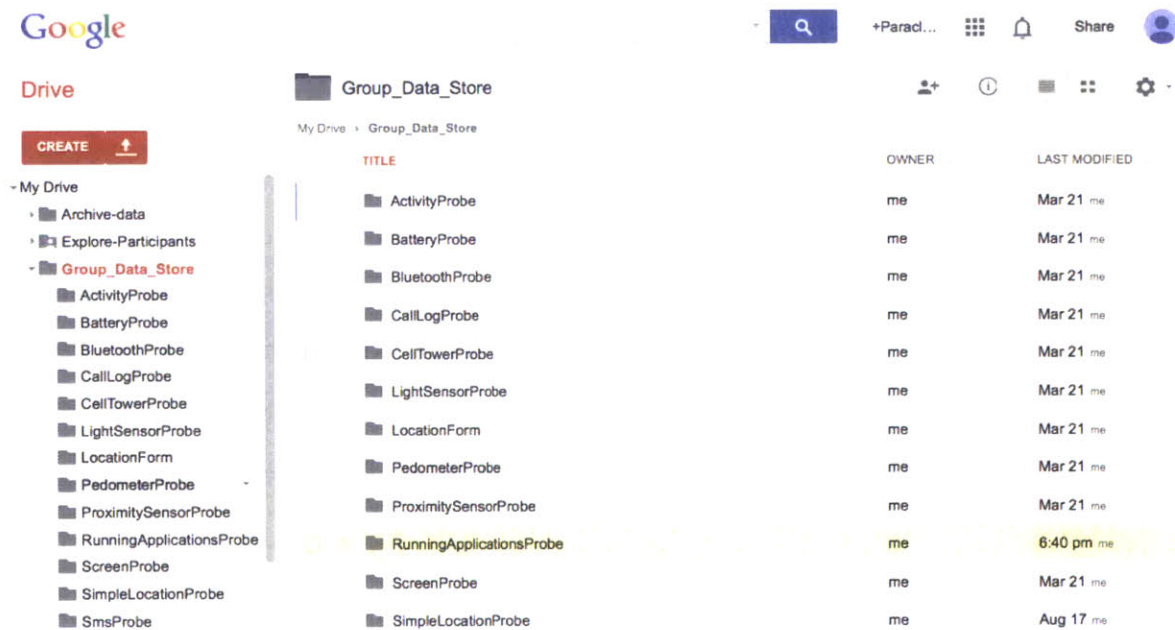 Google
+Paracl...
Share
Drive
Group_Data_Store
My Drive › Group_Data_Store
CREATE
TITLE
OWNER
LAST MODIFIED
My Drive
Archive-data
Explore-Participants
Group_Data_Store
ActivityProbe
BatteryProbe
BluetoothProbe
CallLogProbe
CellTowerProbe
LightSensorProbe
LocationForm
PedometerProbe
ProximitySensorProbe
RunningApplicationsProbe
ScreenProbe
SimpleLocationProbe
SmsProbe
ActivityProbe me Mar 21 me
BatteryProbe me Mar 21 me
BluetoothProbe me Mar 21 me
CallLogProbe me Mar 21 me
CellTowerProbe me Mar 21 me
LightSensorProbe me Mar 21 me
LocationForm me Mar 21 me
PedometerProbe me Mar 21 me
ProximitySensorProbe me Mar 21 me
RunningApplicationsProbe me 6:40 pm me
ScreenProbe me Mar 21 me
SimpleLocationProbe me Aug 17 me